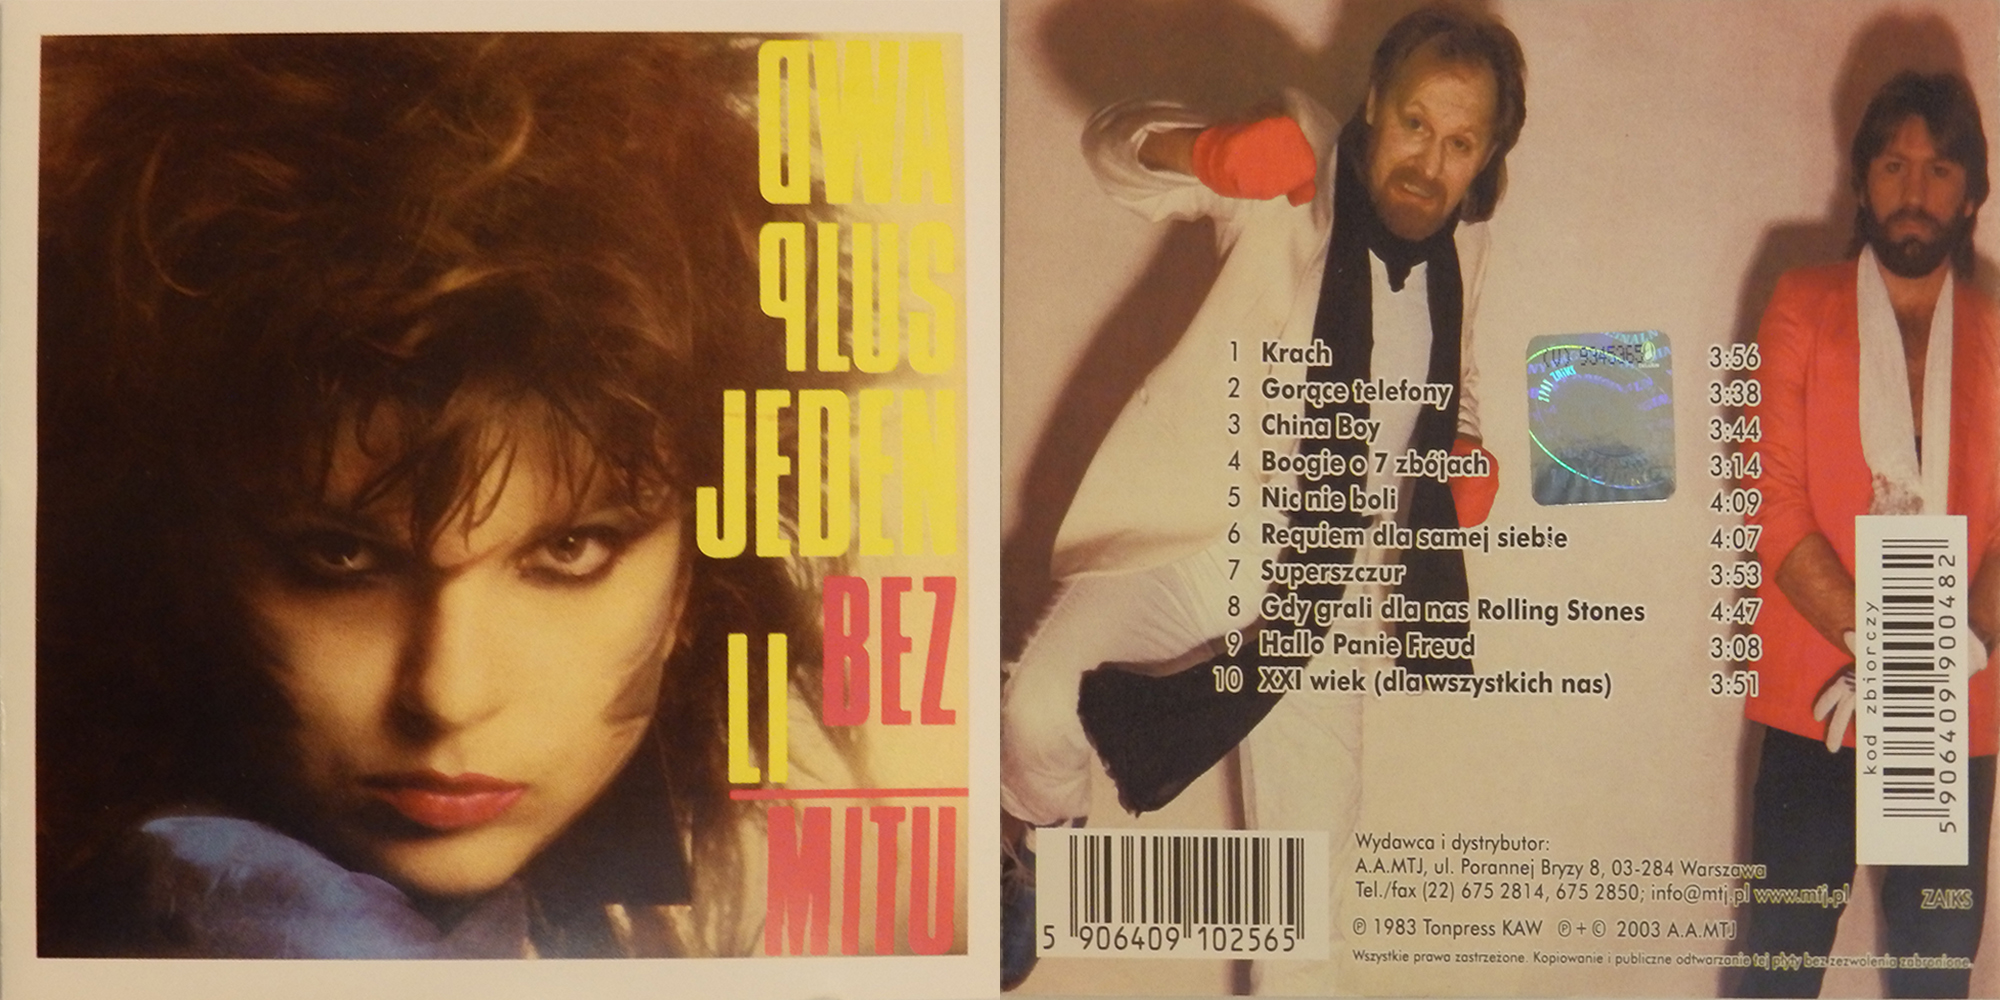 DWA
PLUS
JEDEN
BEZ
LI
MITU
1 Krach 3:56
2 Gorące telefony 3:38
3 China Boy 3:44
4 Boogie o 7 zbójach 3:14
5 Nic nie boli 4:09
6 Requiem dla samej siebie 4:07
7 Superszczur 3:53
8 Gdy grali dla nas Rolling Stones 4:47
9 Hallo Panie Freud 3:08
10 XXI wiek (dla wszystkich nas) 3:51
(V) 9345365
ZAIKS
kod zbiorczy
5 906409 900482
5 906409 102565
Wydawca i dystrybutor:
A.A.MTJ, ul. Porannej Bryzy 8, 03-284 Warszawa
Tel./fax (22) 675 2814, 675 2850; info@mtj.pl www.mtj.pl
ZAIKS
℗ 1983 Tonpress KAW ℗ + © 2003 A.A.MTJ
Wszystkie prawa zastrzeżone. Kopiowanie i publiczne odtwarzanie tej płyty bez zezwolenia zabronione.